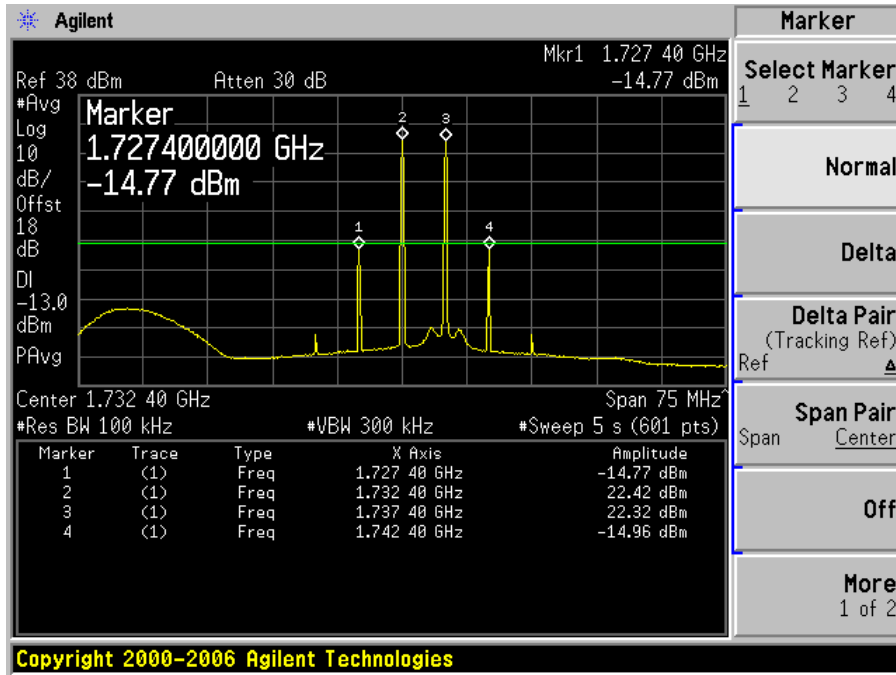 Agilent
Marker
Mkr1 1.727 40 GHz
Ref 38 dBm Atten 30 dB -14.77 dBm
#Avg
Log
10
dB/
Offst
18
dB
DI
-13.0
dBm
PAvg
Marker
1.727400000 GHz
-14.77 dBm
1
2
3
4
Center 1.732 40 GHz Span 75 MHz^
#Res BW 100 kHz #VBW 300 kHz #Sweep 5 s (601 pts)
Marker Trace Type X Axis Amplitude
1 (1) Freq 1.727 40 GHz -14.77 dBm
2 (1) Freq 1.732 40 GHz 22.42 dBm
3 (1) Freq 1.737 40 GHz 22.32 dBm
4 (1) Freq 1.742 40 GHz -14.96 dBm
Select Marker
1 2 3 4
Normal
Delta
Delta Pair
(Tracking Ref)
Ref Δ
Span Pair
Span Center
Off
More
1 of 2
Copyright 2000-2006 Agilent Technologies